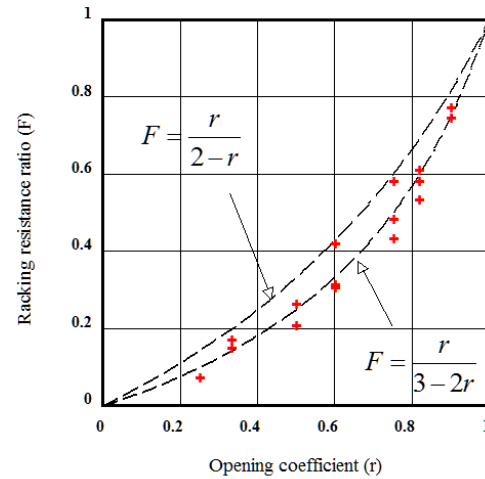 1
0.8
0.6
0.4
0.2
0
Racking resistance ratio (F)
F = r / (2 − r)
F = r / (3 − 2r)
0 0.2 0.4 0.6 0.8 1
Opening coefficient (r)